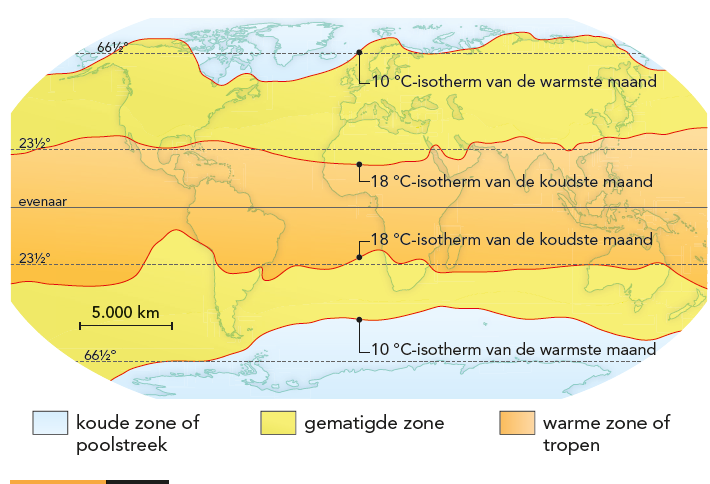 66½°
10 °C-isotherm van de warmste maand
23½°
18 °C-isotherm van de koudste maand
evenaar
18 °C-isotherm van de koudste maand
23½°
5.000 km
10 °C-isotherm van de warmste maand
66½°
koude zone of
poolstreek
gematigde zone
warme zone of
tropen